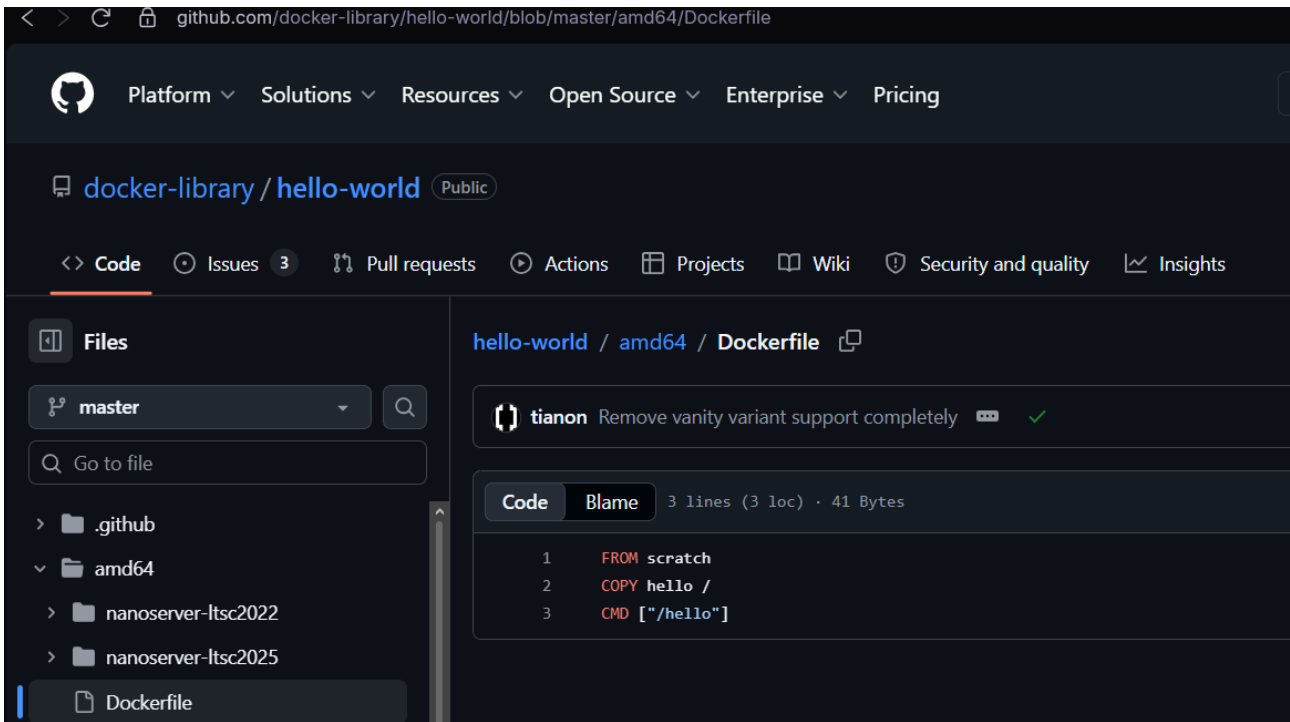 github.com/docker-library/hello-world/blob/master/amd64/Dockerfile
Platform Solutions Resources Open Source Enterprise Pricing
docker-library / hello-world Public
Code Issues 3 Pull requests Actions Projects Wiki Security and quality Insights
Files
master
Go to file
.github
amd64
nanoserver-ltsc2022
nanoserver-ltsc2025
Dockerfile
hello-world / amd64 / Dockerfile
tianon Remove vanity variant support completely
Code Blame 3 lines (3 loc) · 41 Bytes
1 FROM scratch
2 COPY hello /
3 CMD ["/hello"]